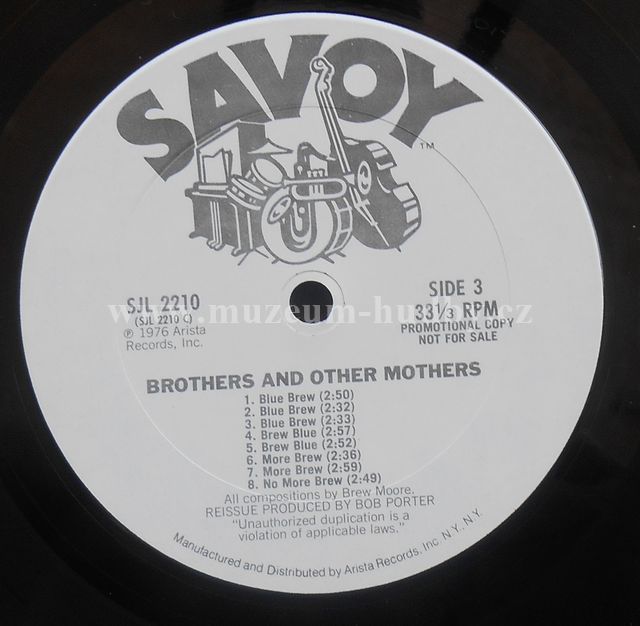 SAVOY
TM
SJL 2210
(SJL 2210 C)
℗ 1976 Arista
Records, Inc.
SIDE 3
33⅓ RPM
PROMOTIONAL COPY
NOT FOR SALE
www.muzeum-hudby.cz
BROTHERS AND OTHER MOTHERS
1. Blue Brew (2:50)
2. Blue Brew (2:32)
3. Blue Brew (2:33)
4. Brew Blue (2:57)
5. Brew Blue (2:52)
6. More Brew (2:36)
7. More Brew (2:59)
8. No More Brew (2:49)
All compositions by Brew Moore.
REISSUE PRODUCED BY BOB PORTER
"Unauthorized duplication is a
violation of applicable laws."
Manufactured and Distributed by Arista Records, Inc N.Y., N.Y.